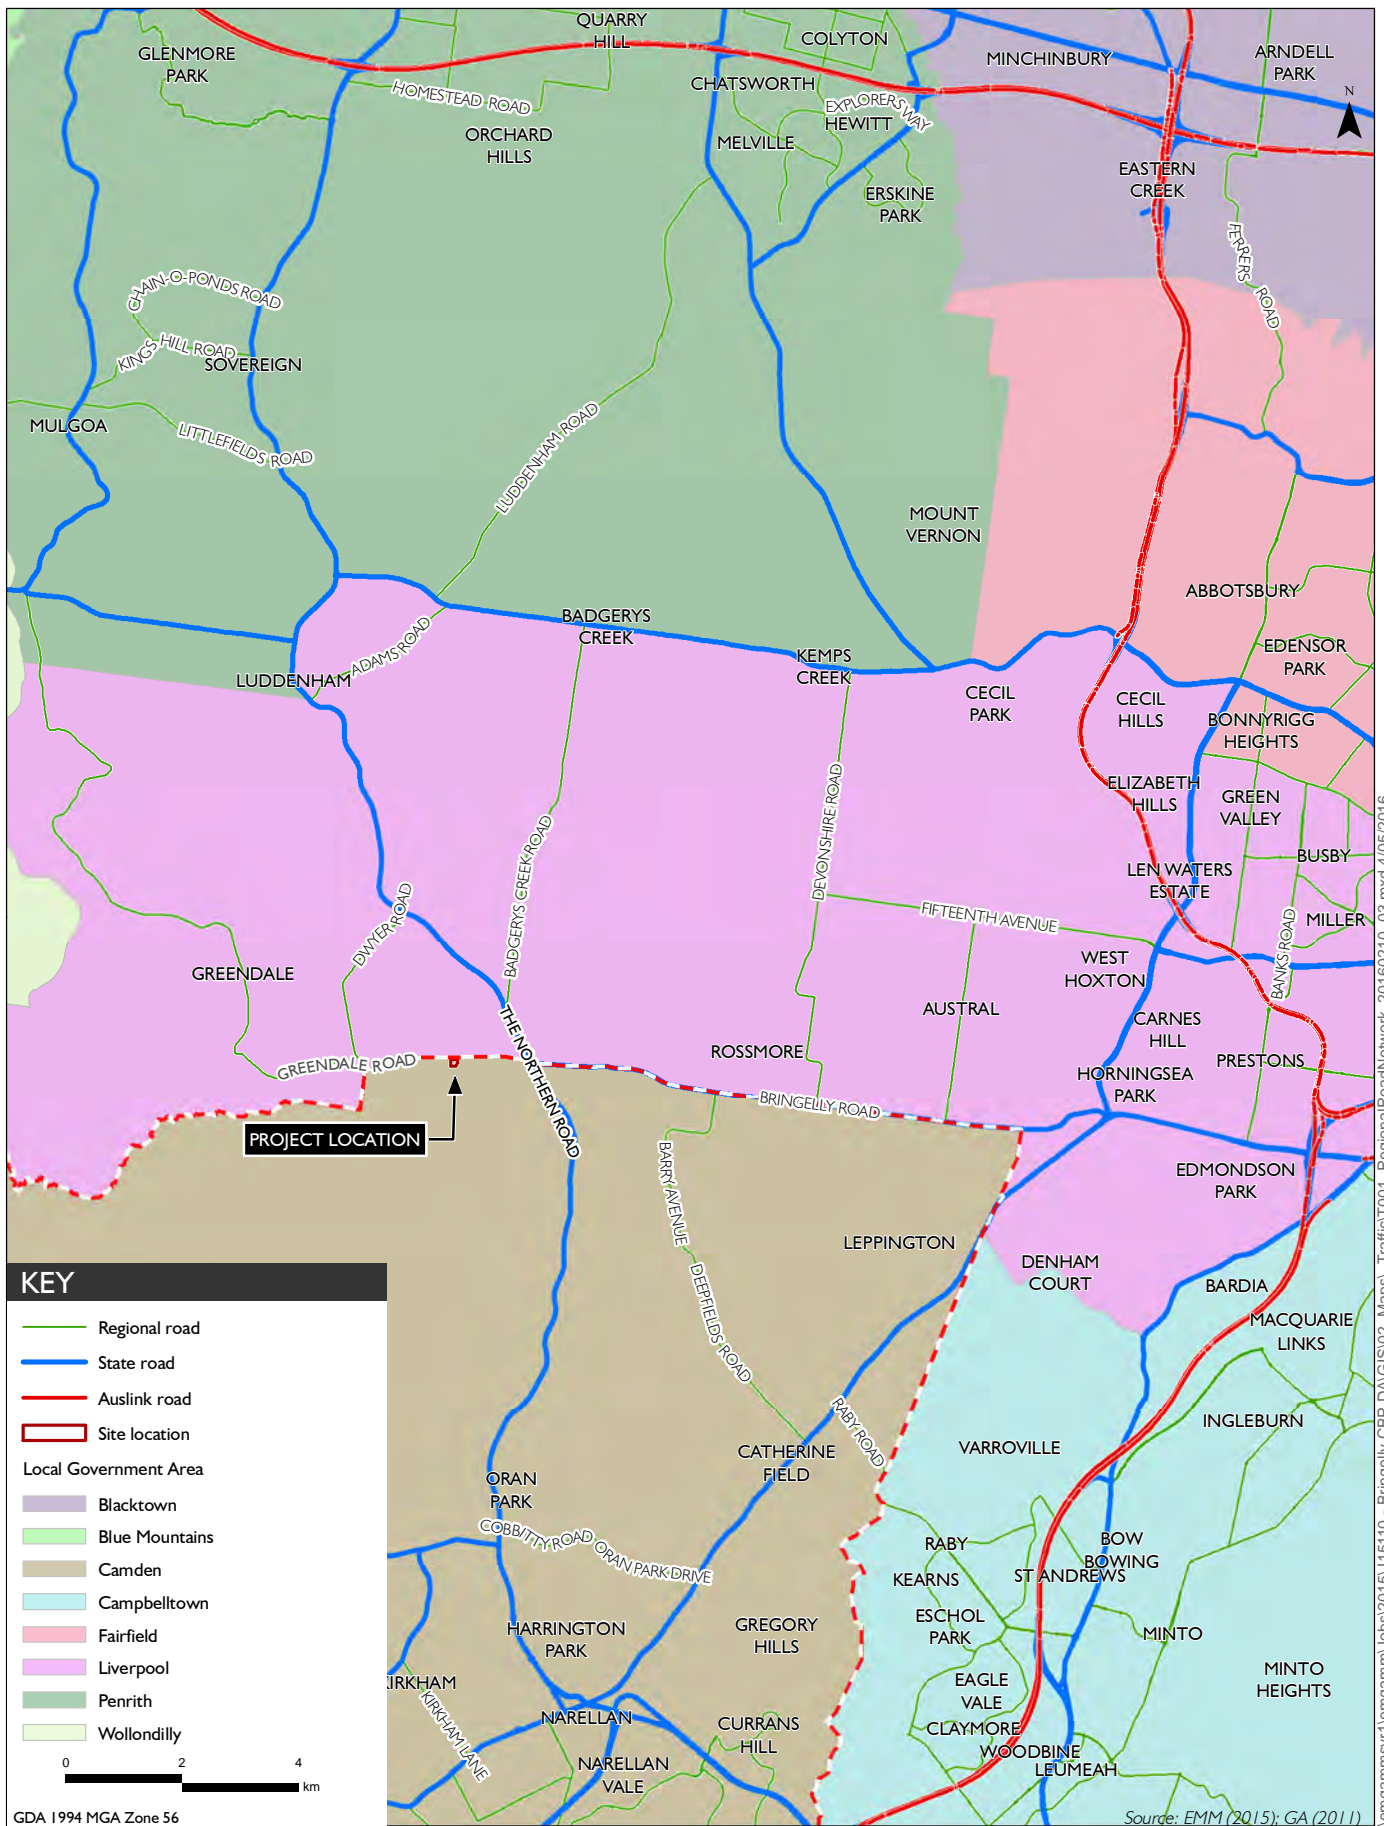 QUARRY
HILL
GLENMORE
PARK
COLYTON
MINCHINBURY
ARNDELL
PARK
CHATSWORTH
HOMESTEAD ROAD
EXPLORERS WAY
HEWITT
N
ORCHARD
HILLS
MELVILLE
EASTERN
CREEK
ERSKINE
PARK
FERRERS ROAD
CHAIN-O-PONDS ROAD
KINGS HILL ROAD
SOVEREIGN
MULGOA
LITTLEFIELDS ROAD
LUDDENHAM ROAD
MOUNT
VERNON
ABBOTSBURY
BADGERYS
CREEK
ADAMS ROAD
EDENSOR
PARK
KEMPS
CREEK
LUDDENHAM
CECIL
PARK
CECIL
HILLS
BONNYRIGG
HEIGHTS
ELIZABETH
HILLS
GREEN
VALLEY
DEVONSHIRE ROAD
BADGERYS CREEK ROAD
BUSBY
LEN WATERS
ESTATE
DWYER ROAD
FIFTEENTH AVENUE
MILLER
BANKS ROAD
GREENDALE
WEST
HOXTON
AUSTRAL
CARNES
HILL
THE NORTHERN ROAD
ROSSMORE
PRESTONS
GREENDALE ROAD
HORNINGSEA
PARK
BRINGELLY ROAD
PROJECT LOCATION
BARRY AVENUE
EDMONDSON
PARK
LEPPINGTON
DENHAM
COURT
BARDIA
DEEPFIELDS ROAD
MACQUARIE
LINKS
RABY ROAD
INGLEBURN
VARROVILLE
CATHERINE
FIELD
ORAN
PARK
COBBITTY ROAD
ORAN PARK DRIVE
RABY
BOW
BOWING
KEARNS
ST ANDREWS
ESCHOL
PARK
HARRINGTON
PARK
GREGORY
HILLS
MINTO
MINTO
HEIGHTS
KIRKHAM
EAGLE
VALE
KIRKHAM LANE
NARELLAN
CURRANS
HILL
CLAYMORE
WOODBINE
LEUMEAH
NARELLAN
VALE
KEY
Regional road
State road
Auslink road
Site location
Local Government Area
Blacktown
Blue Mountains
Camden
Campbelltown
Fairfield
Liverpool
Penrith
Wollondilly
0 2 4
km
GDA 1994 MGA Zone 56
Source: EMM (2015); GA (2011)